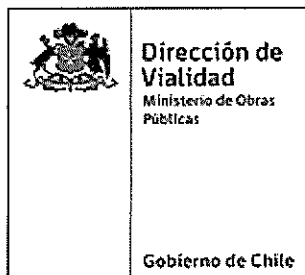 Dirección de
Vialidad
Ministerio de Obras
Públicas
Gobierno de Chile